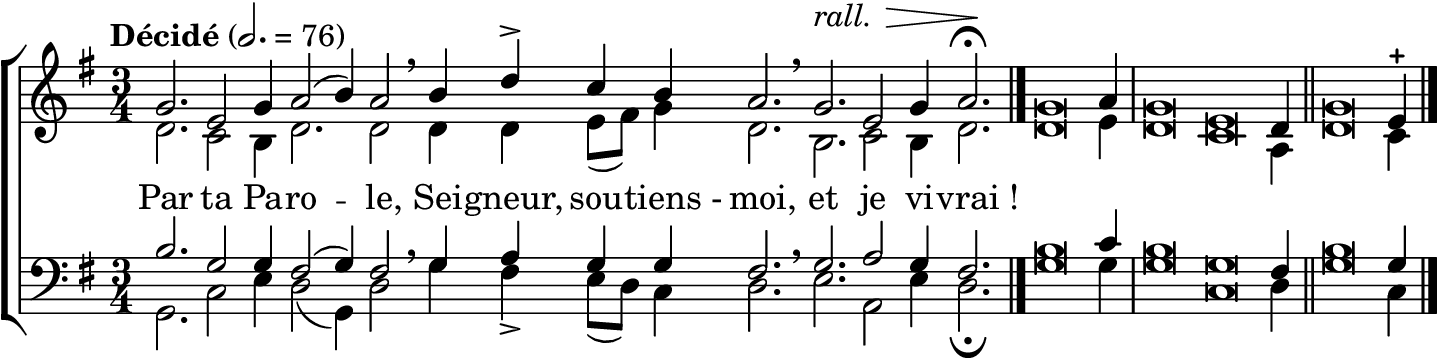 Décidé (𝅗𝅥. = 76)
rall.
Par ta Paro – le, Seigneur, soutiens - moi, et je vivrai !